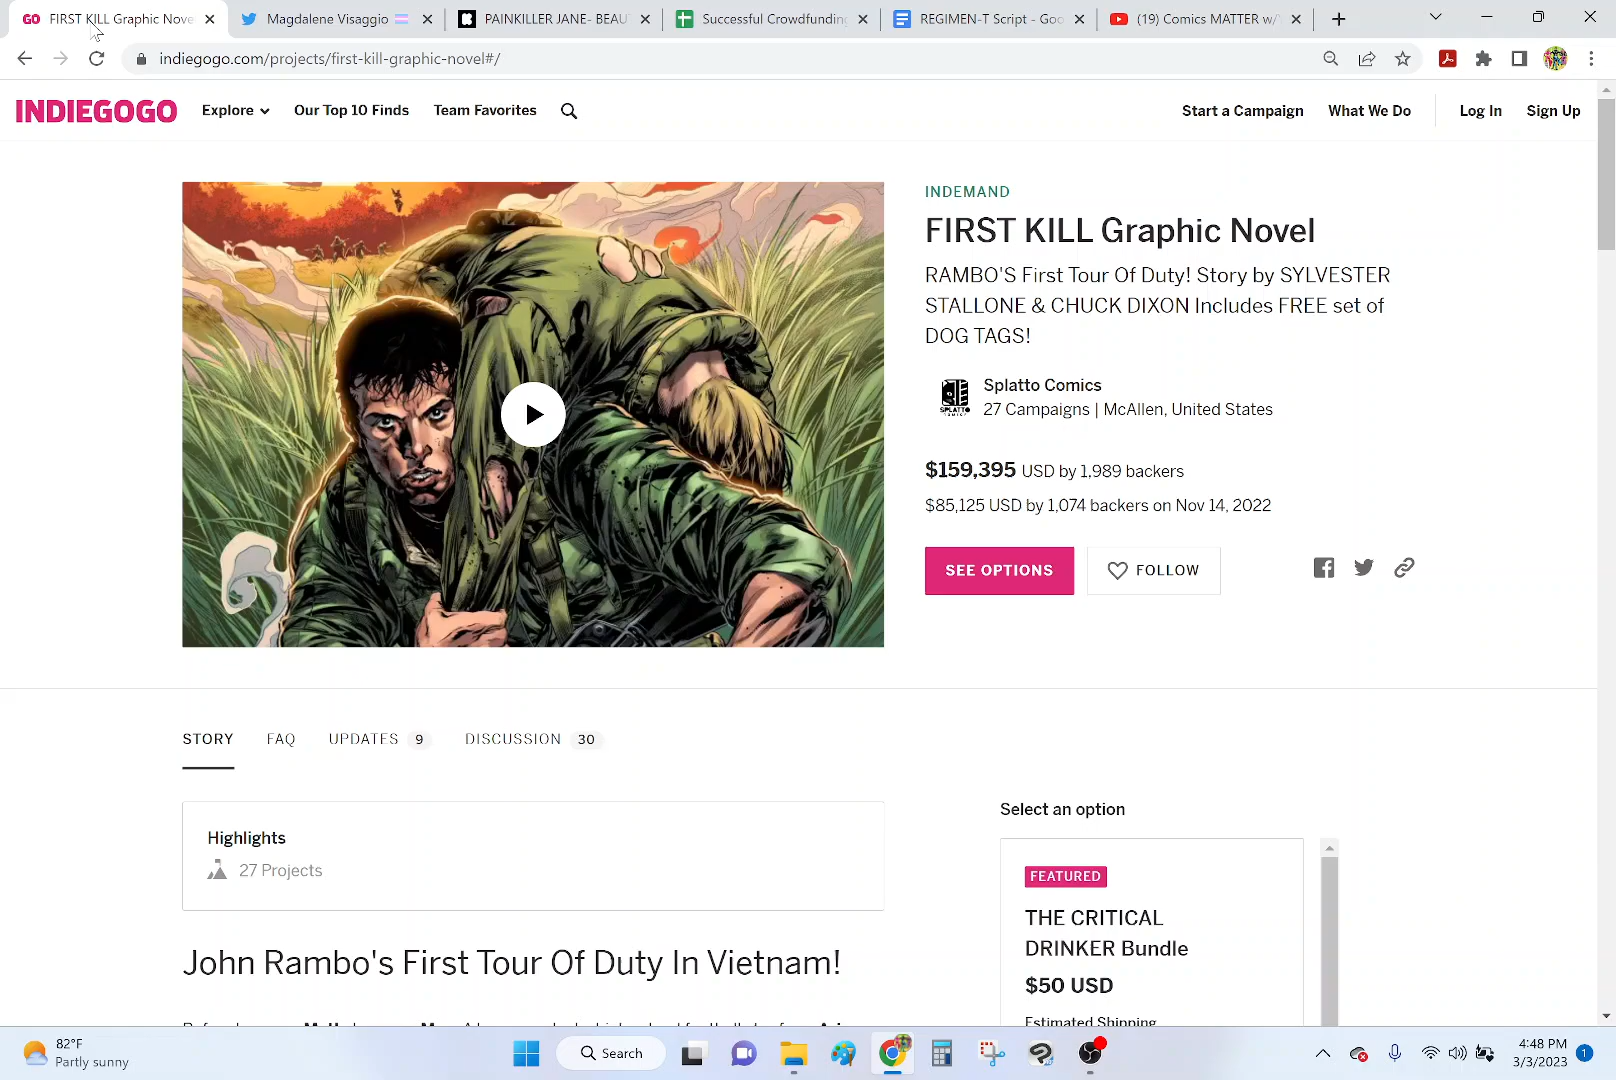 GO FIRST KILL Graphic Nove
Magdalene Visaggio
PAINKILLER JANE- BEAU
Successful Crowdfunding
REGIMEN-T Script - Goo
(19) Comics MATTER w/
indiegogo.com/projects/first-kill-graphic-novel#/
INDIEGOGO
Explore
Our Top 10 Finds
Team Favorites
Start a Campaign
What We Do
Log In
Sign Up
INDEMAND
FIRST KILL Graphic Novel
RAMBO'S First Tour Of Duty! Story by SYLVESTER
STALLONE & CHUCK DIXON Includes FREE set of
DOG TAGS!
SPLATTO
Splatto Comics
27 Campaigns | McAllen, United States
$159,395 USD by 1,989 backers
$85,125 USD by 1,074 backers on Nov 14, 2022
SEE OPTIONS
FOLLOW
STORY
FAQ
UPDATES 9
DISCUSSION 30
Highlights
27 Projects
John Rambo's First Tour Of Duty In Vietnam!
Select an option
FEATURED
THE CRITICAL
DRINKER Bundle
$50 USD
Estimated Shipping
82°F
Partly sunny
Search
4:48 PM
3/3/2023
1